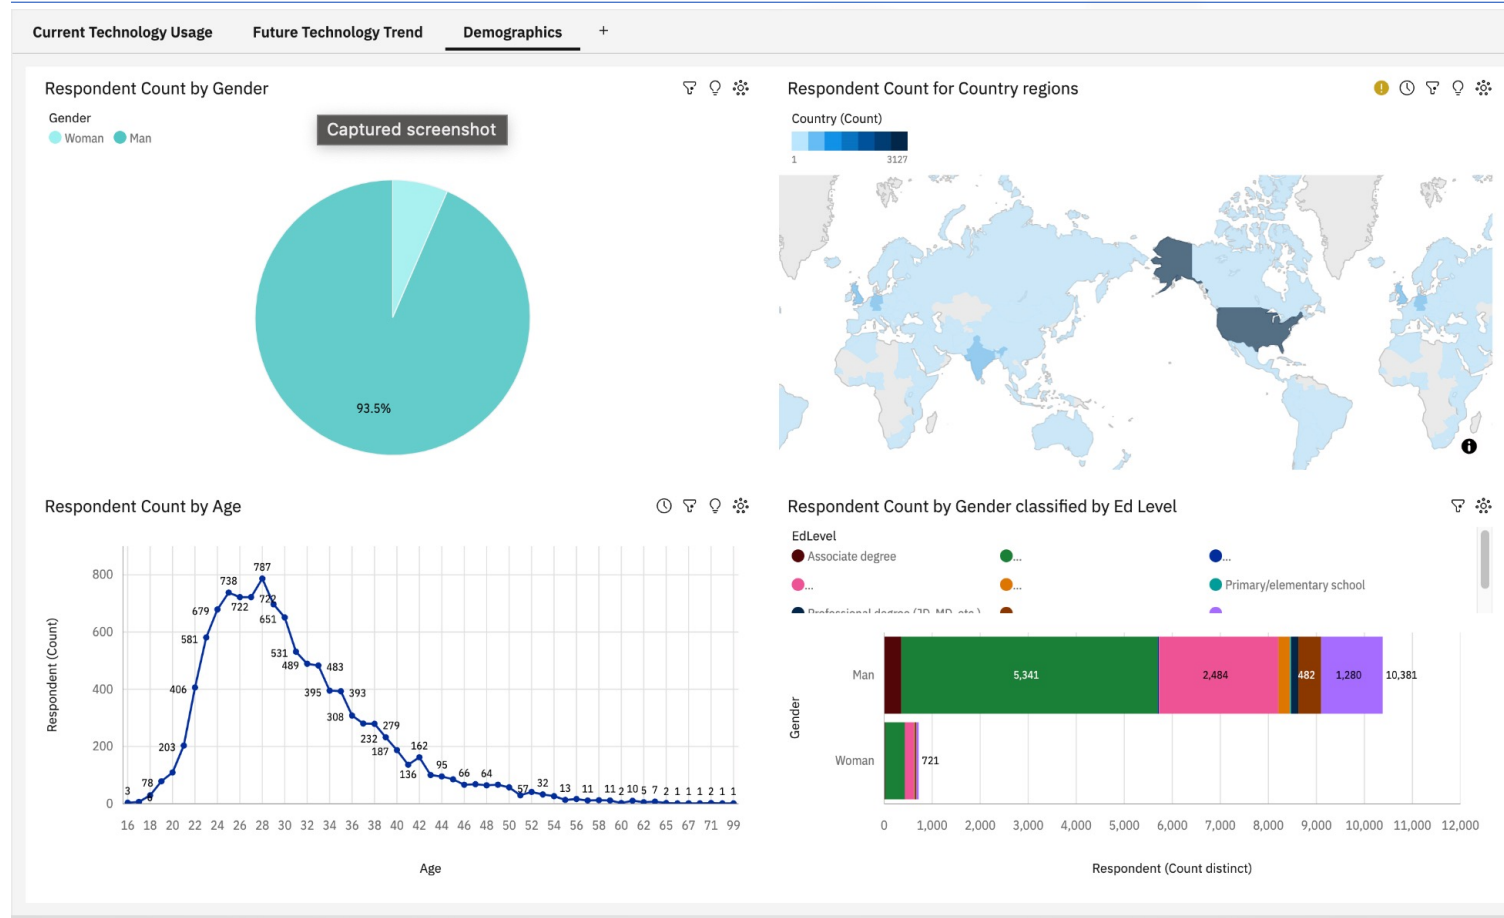 Current Technology Usage Future Technology Trend Demographics +
Respondent Count by Gender
Gender
Woman Man
Captured screenshot
93.5%
Respondent Count for Country regions
Country (Count)
1 3127
Respondent Count by Age
Respondent (Count)
800
600
400
200
0
3
78
203
406
581
679
738
722
787
722
651
531
489
483
395
393
308
279
232
187
136
162
95
66
64
57
32
13
11
11
2
10
5
7
2
1
1
1
2
1
1
16 18 20 22 24 26 28 30 32 34 36 38 40 42 44 46 48 50 52 54 56 58 60 62 65 67 71 99
Age
Respondent Count by Gender classified by Ed Level
EdLevel
Associate degree ... ...
... ... Primary/elementary school
Professional degree (JD, MD, etc.)
Gender
Man 5,341 2,484 482 1,280 10,381
Woman 721
0 1,000 2,000 3,000 4,000 5,000 6,000 7,000 8,000 9,000 10,000 11,000 12,000
Respondent (Count distinct)